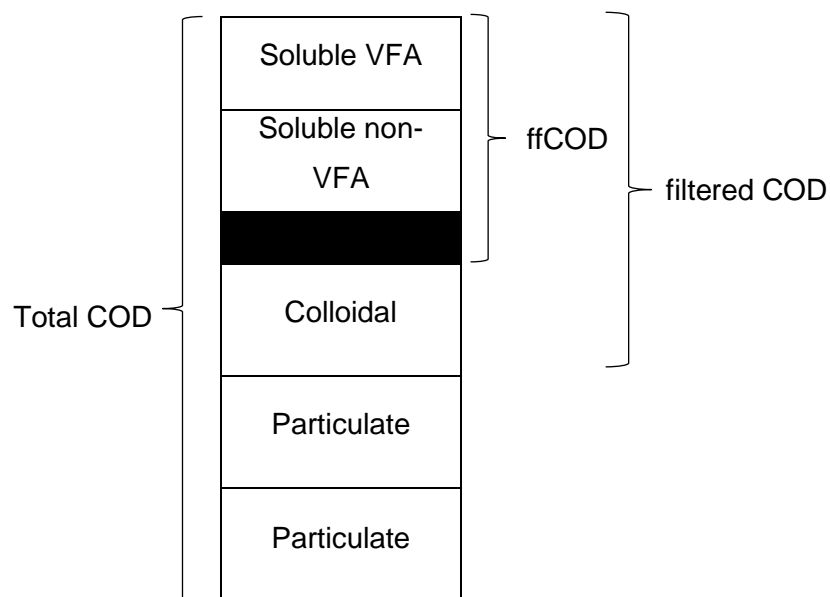 Soluble VFA
Soluble non-
VFA
ffCOD
filtered COD
Total COD
Colloidal
Particulate
Particulate